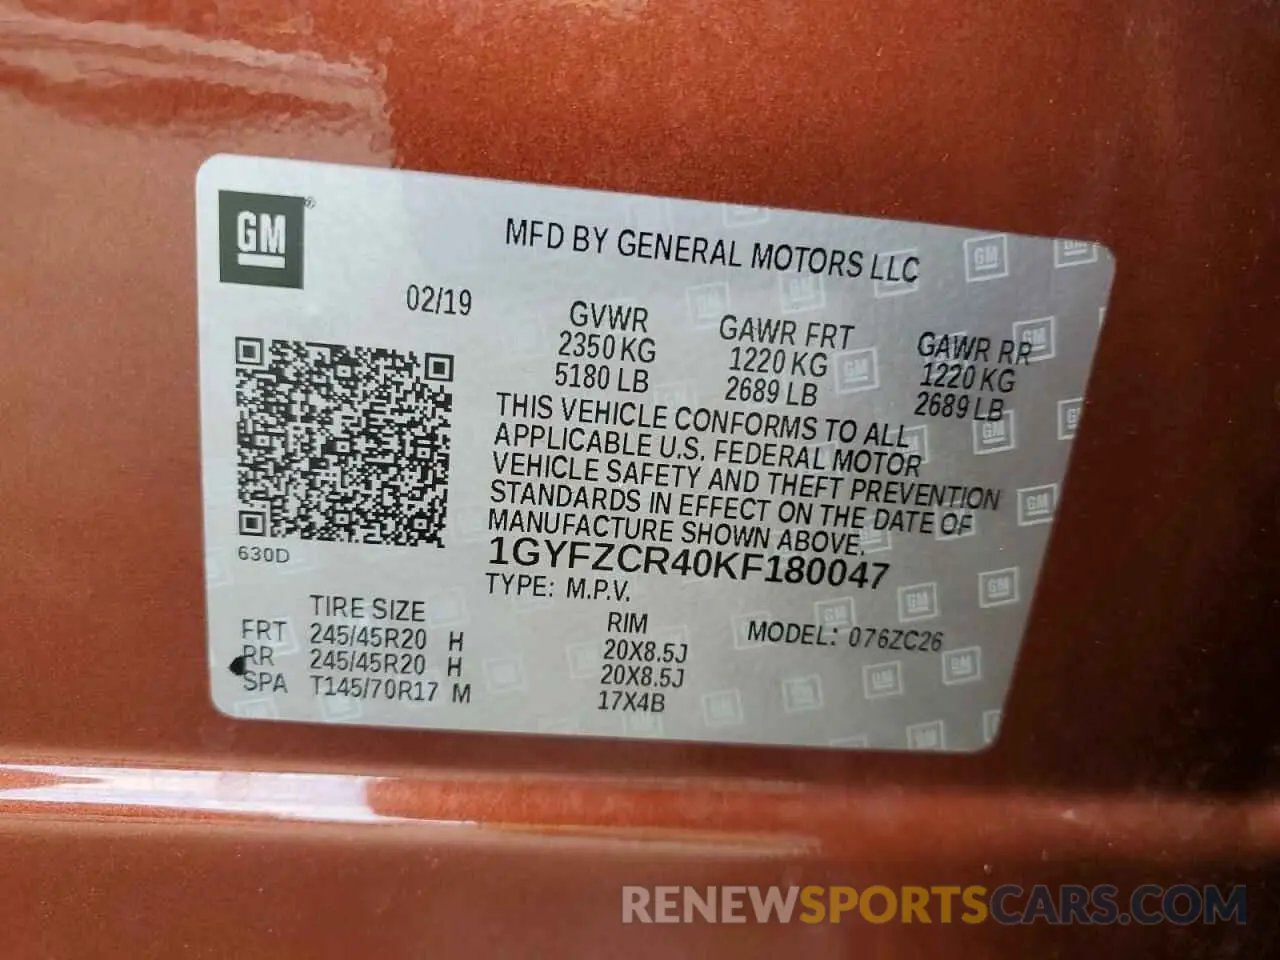 GM ®
MFD BY GENERAL MOTORS LLC
02/19
GVWR GAWR FRT GAWR RR
2350 KG 1220 KG 1220 KG
5180 LB 2689 LB 2689 LB
THIS VEHICLE CONFORMS TO ALL
APPLICABLE U.S. FEDERAL MOTOR
VEHICLE SAFETY AND THEFT PREVENTION
STANDARDS IN EFFECT ON THE DATE OF
MANUFACTURE SHOWN ABOVE.
1GYFZCR40KF180047
630D
TYPE: M.P.V.
TIRE SIZE RIM MODEL: 076ZC26
FRT 245/45R20 H 20X8.5J
RR 245/45R20 H 20X8.5J
SPA T145/70R17 M 17X4B
RENEWSPORTSCARS.COM